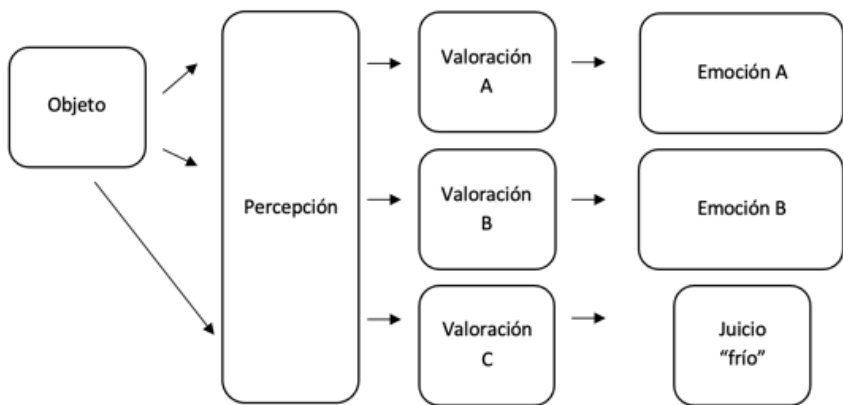 Objeto
Percepción
Valoración
A
Emoción A
Valoración
B
Emoción B
Valoración
C
Juicio
“frío”